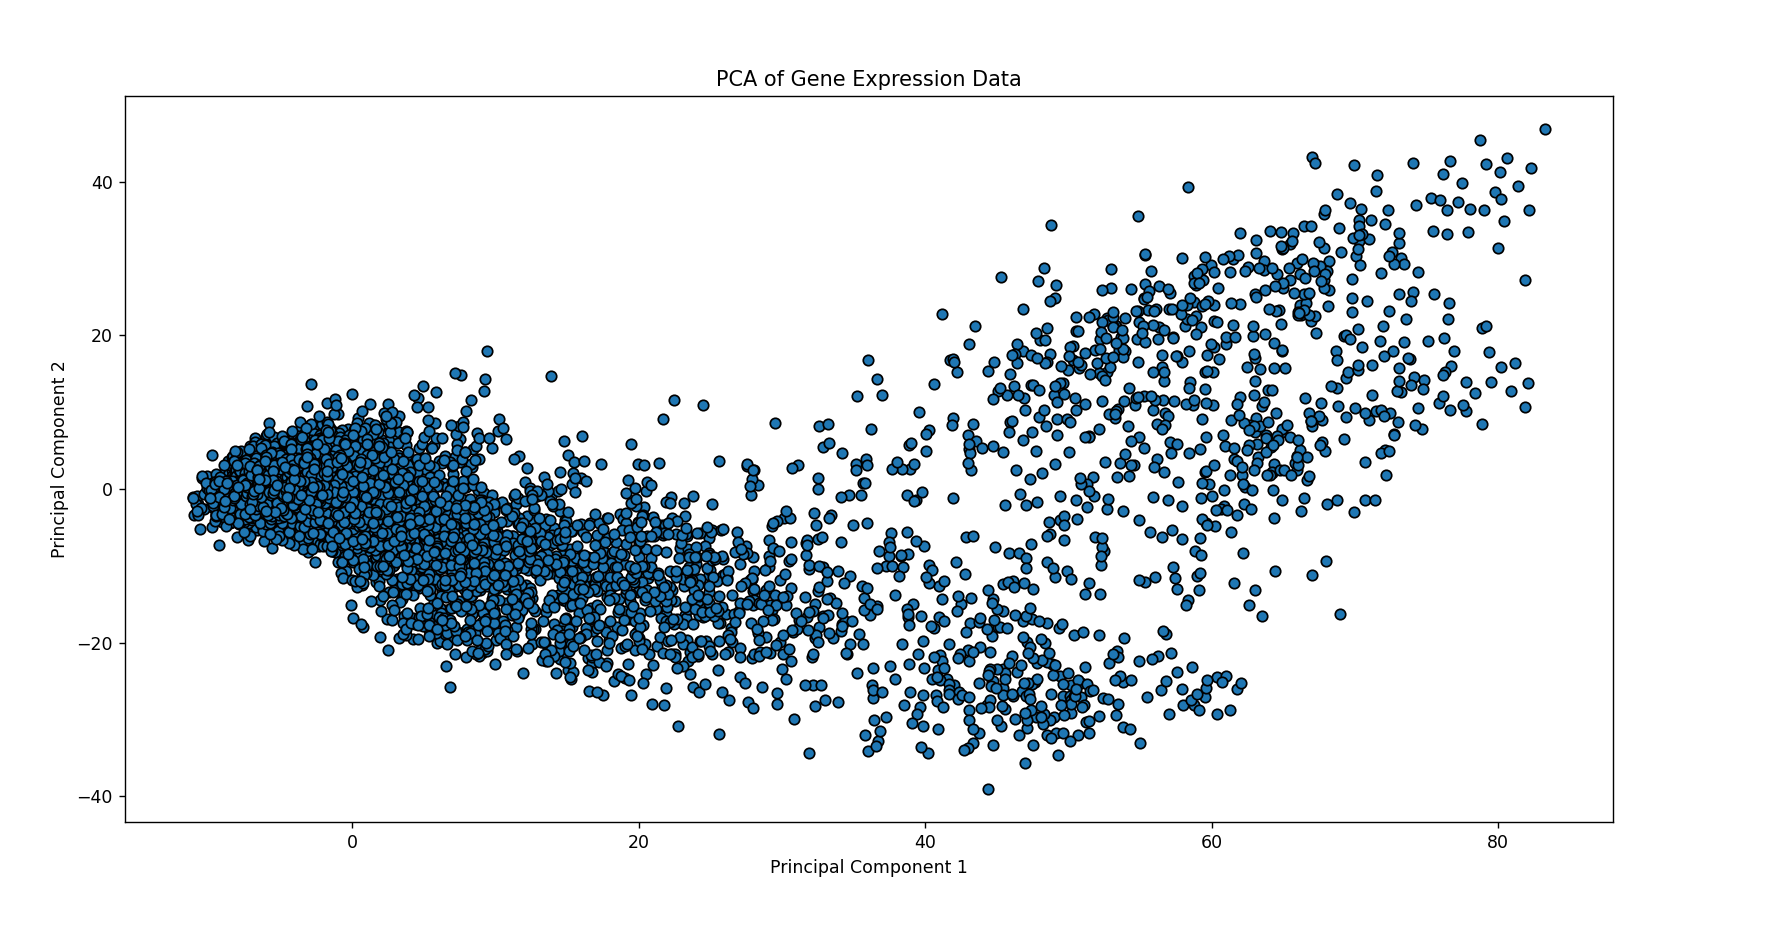 PCA of Gene Expression Data
Principal Component 2
40
20
0
−20
−40
0 20 40 60 80
Principal Component 1